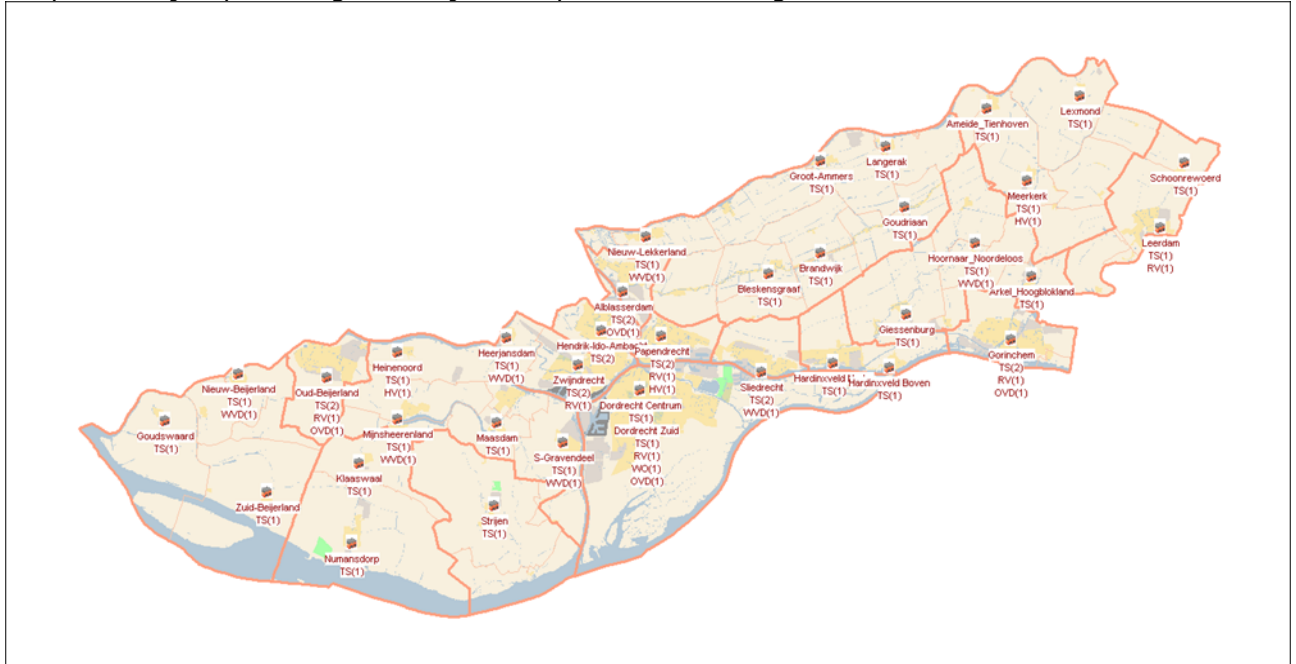 Lexmond
TS(1)
Ameide_Tienhoven
TS(1)
Langerak
TS(1)
Groot-Ammers
TS(1)
Schoonrewoerd
TS(1)
Meerkerk
TS(1)
HV(1)
Goudriaan
TS(1)
Leerdam
TS(1)
RV(1)
Nieuw-Lekkerland
TS(1)
WVD(1)
Brandwijk
TS(1)
Hoornaar_Noordeloos
TS(1)
WVD(1)
Bleskensgraaf
TS(1)
Arkel_Hoogblokland
TS(1)
Alblasserdam
TS(2)
OVD(1)
Giessenburg
TS(1)
Hendrik-Ido-Ambacht
TS(2)
Papendrecht
TS(2)
RV(1)
HV(1)
Heerjansdam
TS(1)
WVD(1)
Gorinchem
TS(2)
RV(1)
OVD(1)
Heinenoord
TS(1)
HV(1)
Zwijndrecht
TS(2)
RV(1)
Hardinxveld
TS(1)
Hardinxveld Boven
TS(1)
Sliedrecht
TS(2)
WVD(1)
Nieuw-Beijerland
TS(1)
WVD(1)
Oud-Beijerland
TS(2)
RV(1)
OVD(1)
Dordrecht Centrum
TS(1)
Dordrecht Zuid
TS(1)
RV(1)
WO(1)
OVD(1)
Goudswaard
TS(1)
Mijnsheerenland
TS(1)
WVD(1)
Maasdam
TS(1)
S-Gravendeel
TS(1)
WVD(1)
Klaaswaal
TS(1)
Zuid-Beijerland
TS(1)
Strijen
TS(1)
Numansdorp
TS(1)